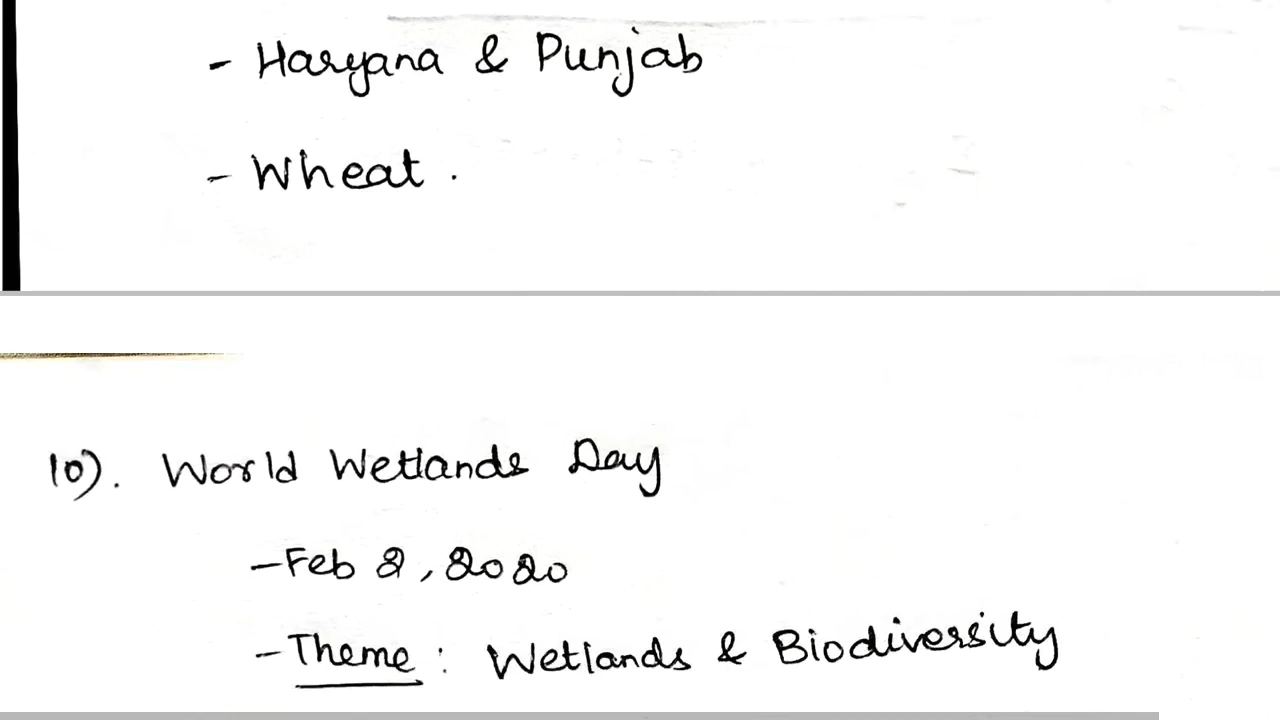 - Haryana & Punjab
- Wheat .
10). World Wetlands Day
- Feb 2, 2020
- Theme : Wetlands & Biodiversity